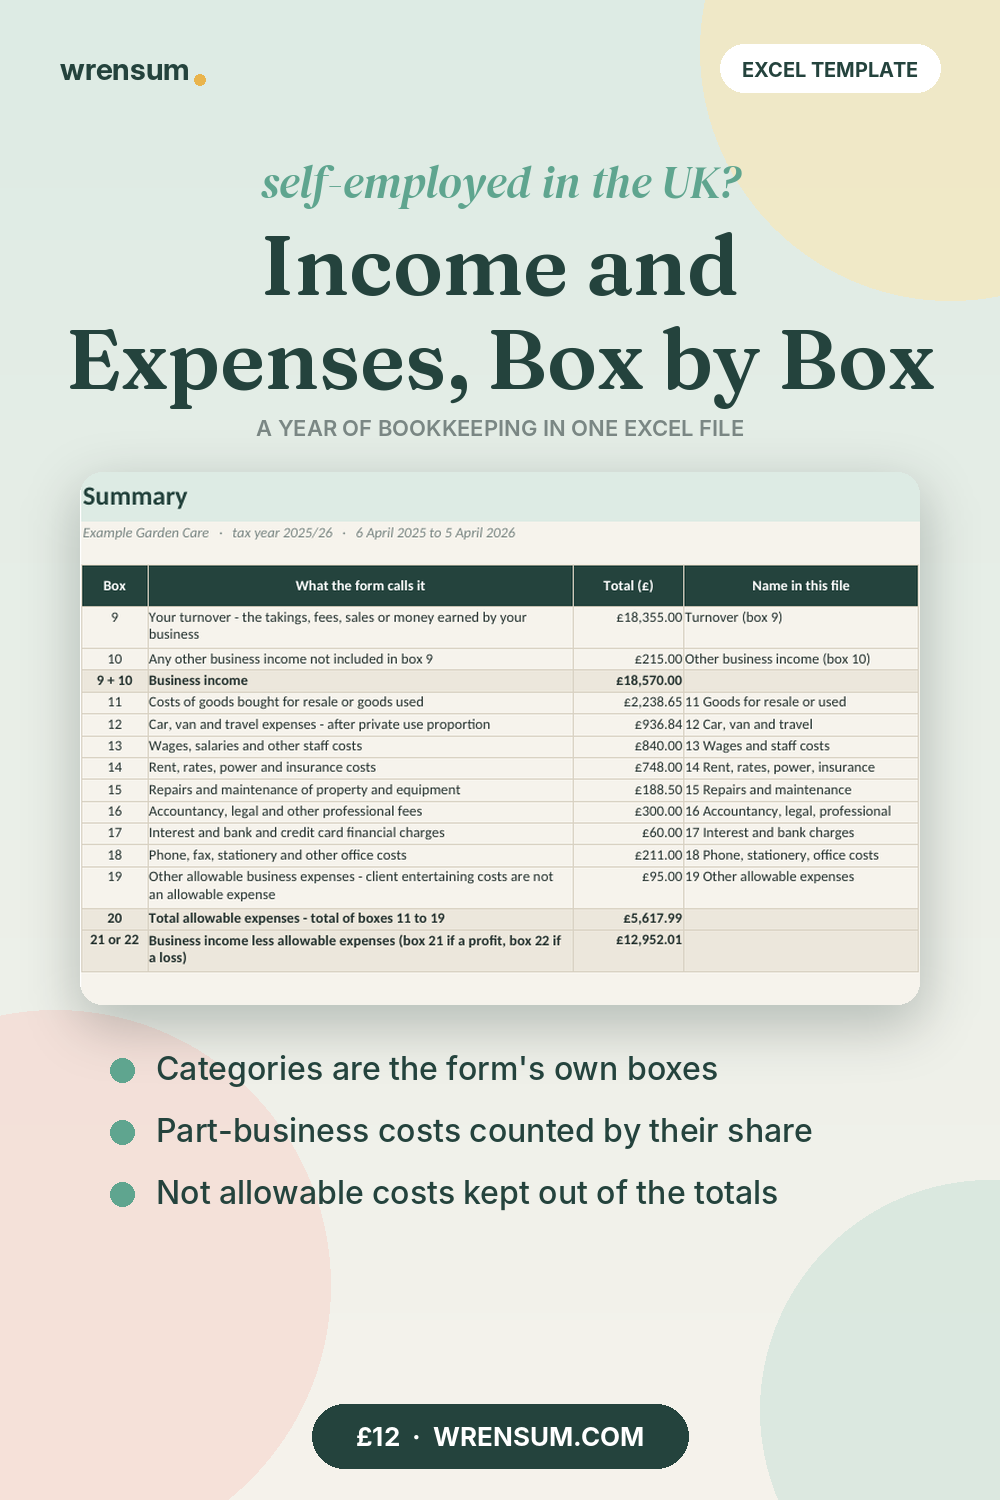 wrensum
EXCEL TEMPLATE
self-employed in the UK?
Income and
Expenses, Box by Box
A YEAR OF BOOKKEEPING IN ONE EXCEL FILE
Summary
Example Garden Care · tax year 2025/26 · 6 April 2025 to 5 April 2026
Box What the form calls it Total (£) Name in this file
9 Your turnover - the takings, fees, sales or money earned by your £18,355.00 Turnover (box 9)
business
10 Any other business income not included in box 9 £215.00 Other business income (box 10)
9 + 10 Business income £18,570.00
11 Costs of goods bought for resale or goods used £2,238.65 11 Goods for resale or used
12 Car, van and travel expenses - after private use proportion £936.84 12 Car, van and travel
13 Wages, salaries and other staff costs £840.00 13 Wages and staff costs
14 Rent, rates, power and insurance costs £748.00 14 Rent, rates, power, insurance
15 Repairs and maintenance of property and equipment £188.50 15 Repairs and maintenance
16 Accountancy, legal and other professional fees £300.00 16 Accountancy, legal, professional
17 Interest and bank and credit card financial charges £60.00 17 Interest and bank charges
18 Phone, fax, stationery and other office costs £211.00 18 Phone, stationery, office costs
19 Other allowable business expenses - client entertaining costs are not £95.00 19 Other allowable expenses
an allowable expense
20 Total allowable expenses - total of boxes 11 to 19 £5,617.99
21 or 22 Business income less allowable expenses (box 21 if a profit, box 22 if £12,952.01
a loss)
Categories are the form's own boxes
Part-business costs counted by their share
Not allowable costs kept out of the totals
£12 · WRENSUM.COM